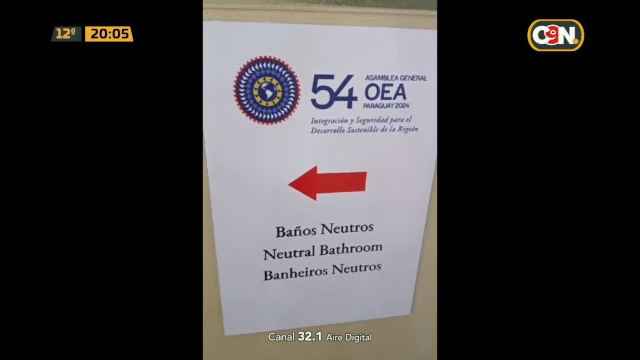 12º 20:05
C9N.
54
ASAMBLEA GENERAL
OEA
PARAGUAY 2024
Integración y Seguridad para el
Desarrollo Sostenible de la Región
Baños Neutros
Neutral Bathroom
Banheiros Neutros
Canal 32.1 Aire Digital